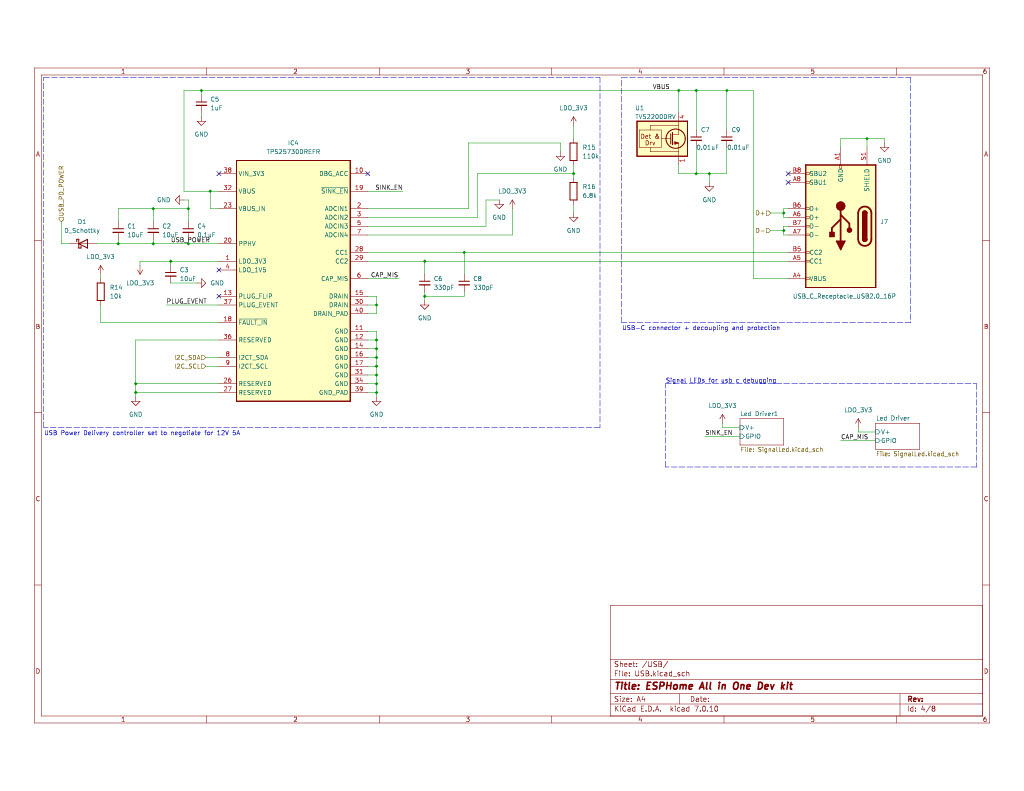 1 2 3 4 5 6
A
B
C
D
A
B
C
D
1 2 3 4 5 6
C5
1uF
GND
IC4
TPS25730DREFR
38 VIN_3V3
32 VBUS
23 VBUS_IN
20 PPHV
1 LDO_3V3
4 LDO_1V5
13 PLUG_FLIP
37 PLUG_EVENT
18 FAULT_IN
36 RESERVED
8 I2CT_SDA
9 I2CT_SCL
26 RESERVED
27 RESERVED
DBG_ACC 10
SINK_EN 19
ADCIN1 2
ADCIN2 3
ADCIN3 5
ADCIN4 7
CC1 28
CC2 29
CAP_MIS 6
DRAIN 15
DRAIN 30
DRAIN_PAD 40
GND 11
GND 12
GND 14
GND 16
GND 17
GND 31
GND 34
GND_PAD 39
USB_PD_POWER
D1
D_Schottky
GND
C1
10uF
C2
10uF
C4
0.1uF
USB_POWER
LDO_3V3
R14
10k
GND
C3
10uF
GND
PLUG_EVENT
I2C_SDA
I2C_SCL
GND
GND
SINK_EN
CAP_MIS
GND
LDO_3V3
LDO_3V3
R15
110k
GND
R16
6.8k
GND
C6
330pF
C8
330pF
GND
USB Power Delivery controller set to negotiate for 12V 5A
VBUS
U1
TVS2200DRV
Det &
Drv
4
1
C7
0.01uF
C9
0.01uF
GND
A1
S1
GND
GND
SHIELD
J7
B8 SBU2
A8 SBU1
B6 D+
A6 D+
B7 D-
A7 D-
B5 CC2
A5 CC1
A4 VBUS
D+
D-
USB_C_Receptacle_USB2.0_16P
USB-C connector + decoupling and protection
Signal LEDs for usb c debugging
LDO_3V3
Led Driver1
V+
GPIO
SINK_EN
File: SignalLed.kicad_sch
LDO_3V3
Led Driver
V+
GPIO
CAP_MIS
File: SignalLed.kicad_sch
Sheet: /USB/
File: USB.kicad_sch
Title: ESPHome All in One Dev kit
Size: A4 Date: Rev:
KiCad E.D.A. kicad 7.0.10 Id: 4/8